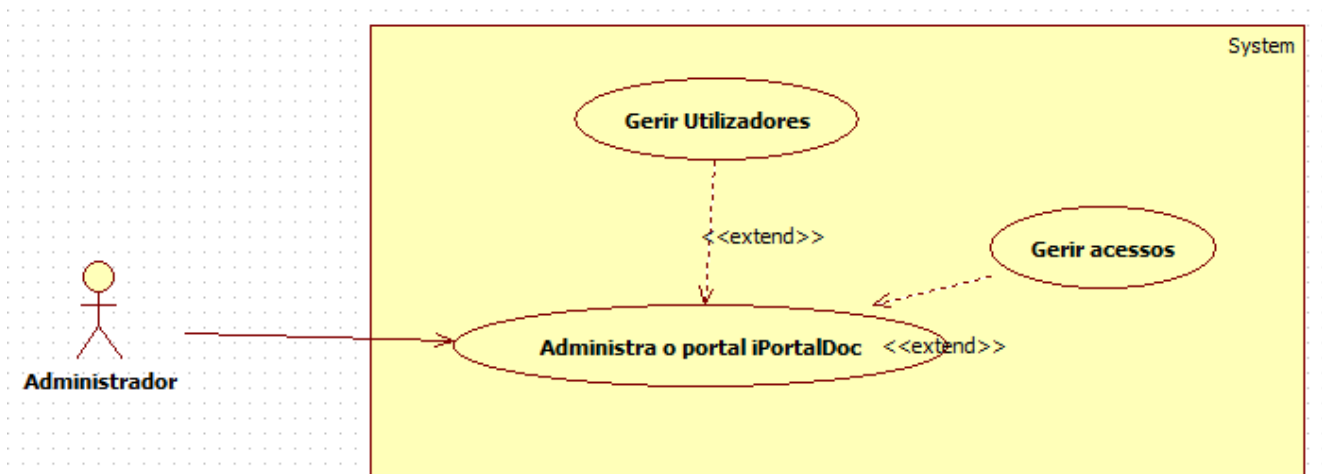 System
Gerir Utilizadores
<<extend>>
Gerir acessos
Administra o portal iPortalDoc
<<extend>>
Administrador